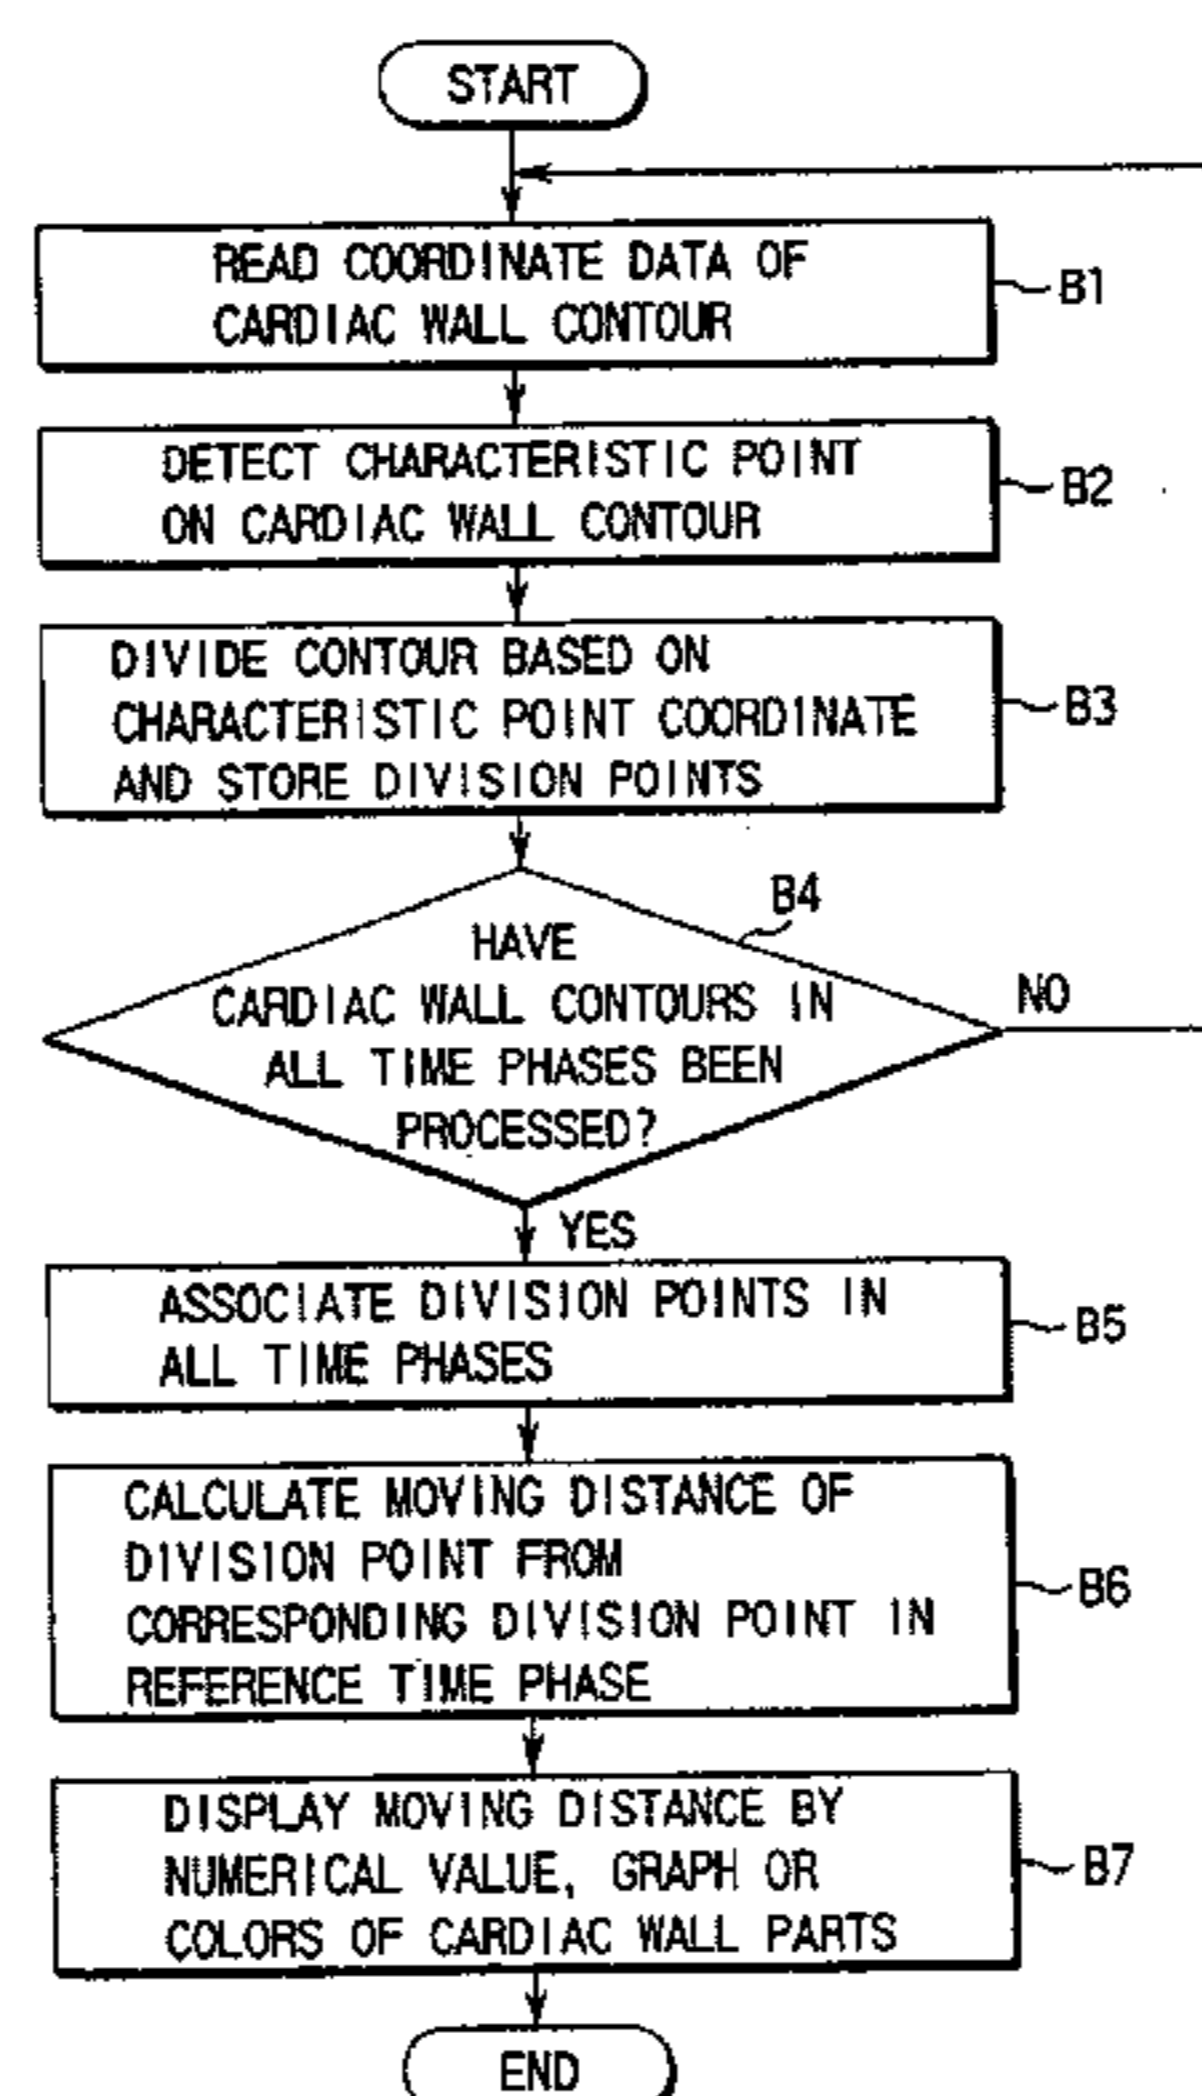 START
READ COORDINATE DATA OF
CARDIAC WALL CONTOUR
B1
DETECT CHARACTERISTIC POINT
ON CARDIAC WALL CONTOUR
B2
DIVIDE CONTOUR BASED ON
CHARACTERISTIC POINT COORDINATE
AND STORE DIVISION POINTS
B3
B4
HAVE
CARDIAC WALL CONTOURS IN
ALL TIME PHASES BEEN
PROCESSED?
NO
YES
ASSOCIATE DIVISION POINTS IN
ALL TIME PHASES
B5
CALCULATE MOVING DISTANCE OF
DIVISION POINT FROM
CORRESPONDING DIVISION POINT IN
REFERENCE TIME PHASE
B6
DISPLAY MOVING DISTANCE BY
NUMERICAL VALUE, GRAPH OR
COLORS OF CARDIAC WALL PARTS
B7
END